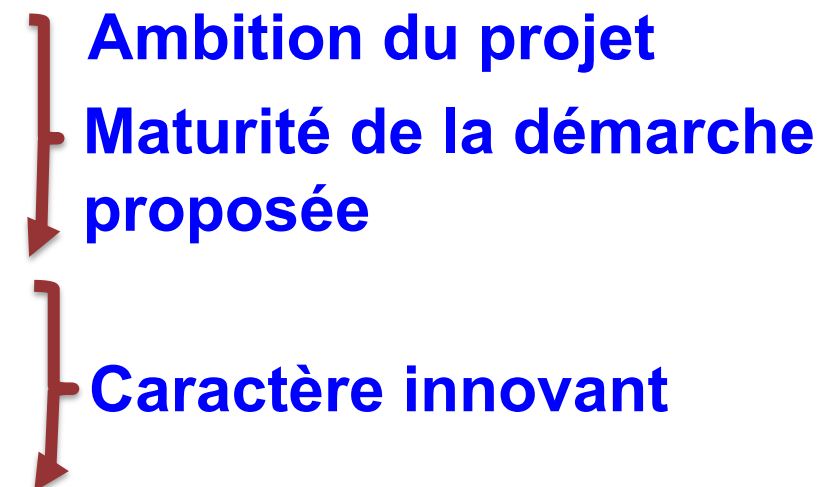 Ambition du projet
Maturité de la démarche
proposée
Caractère innovant